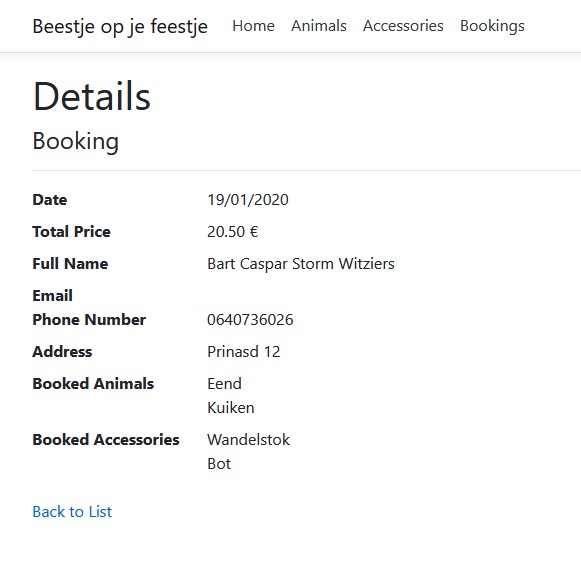 Beestje op je feestje Home Animals Accessories Bookings
Details
Booking
Date 19/01/2020
Total Price 20.50 €
Full Name Bart Caspar Storm Witziers
Email
Phone Number 0640736026
Address Prinasd 12
Booked Animals Eend
Kuiken
Booked Accessories Wandelstok
Bot
Back to List